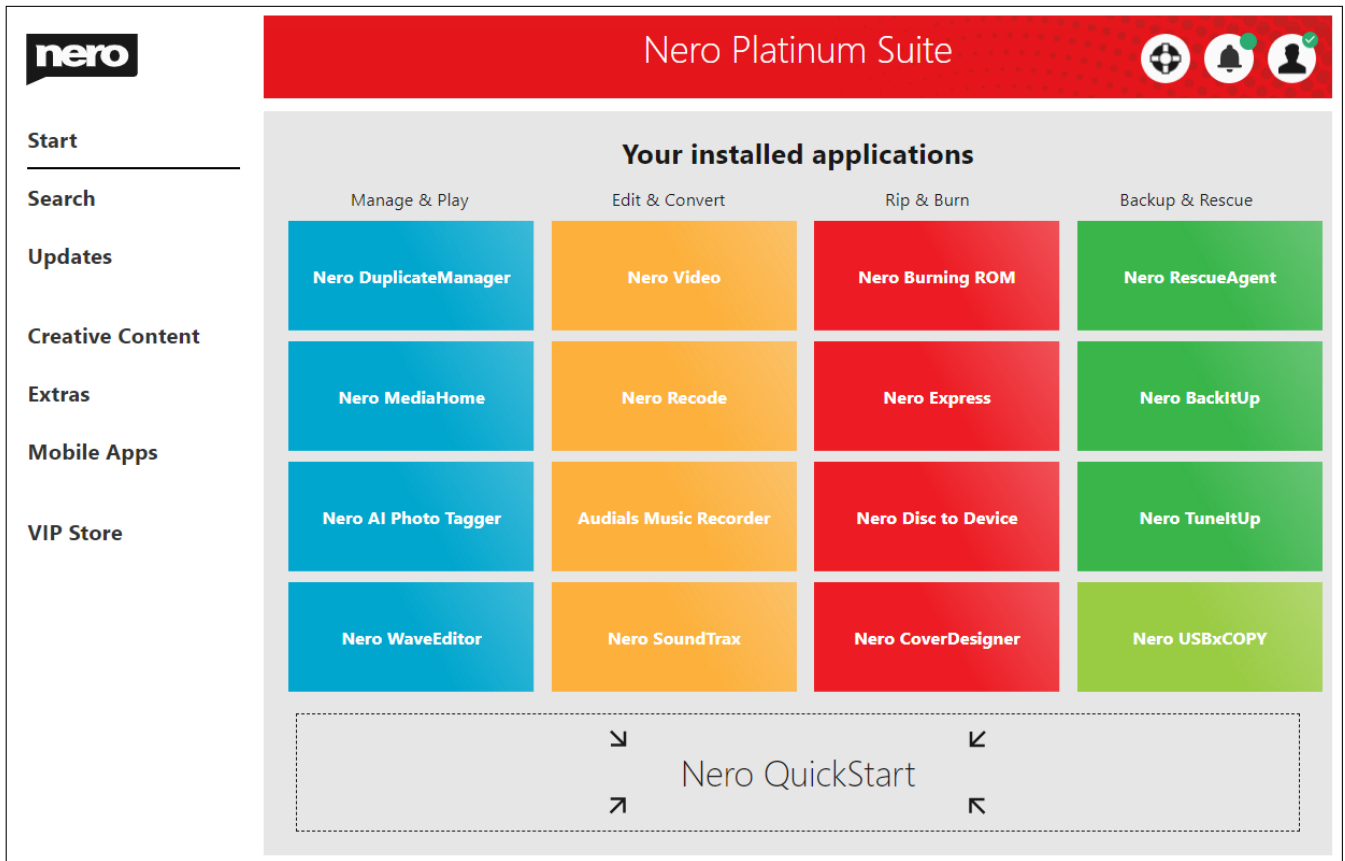 nero
Nero Platinum Suite
Start
Search
Updates
Creative Content
Extras
Mobile Apps
VIP Store
Your installed applications
Manage & Play Edit & Convert Rip & Burn Backup & Rescue
Nero DuplicateManager Nero Video Nero Burning ROM Nero RescueAgent
Nero MediaHome Nero Recode Nero Express Nero BackItUp
Nero AI Photo Tagger Audials Music Recorder Nero Disc to Device Nero TuneItUp
Nero WaveEditor Nero SoundTrax Nero CoverDesigner Nero USBxCOPY
Nero QuickStart